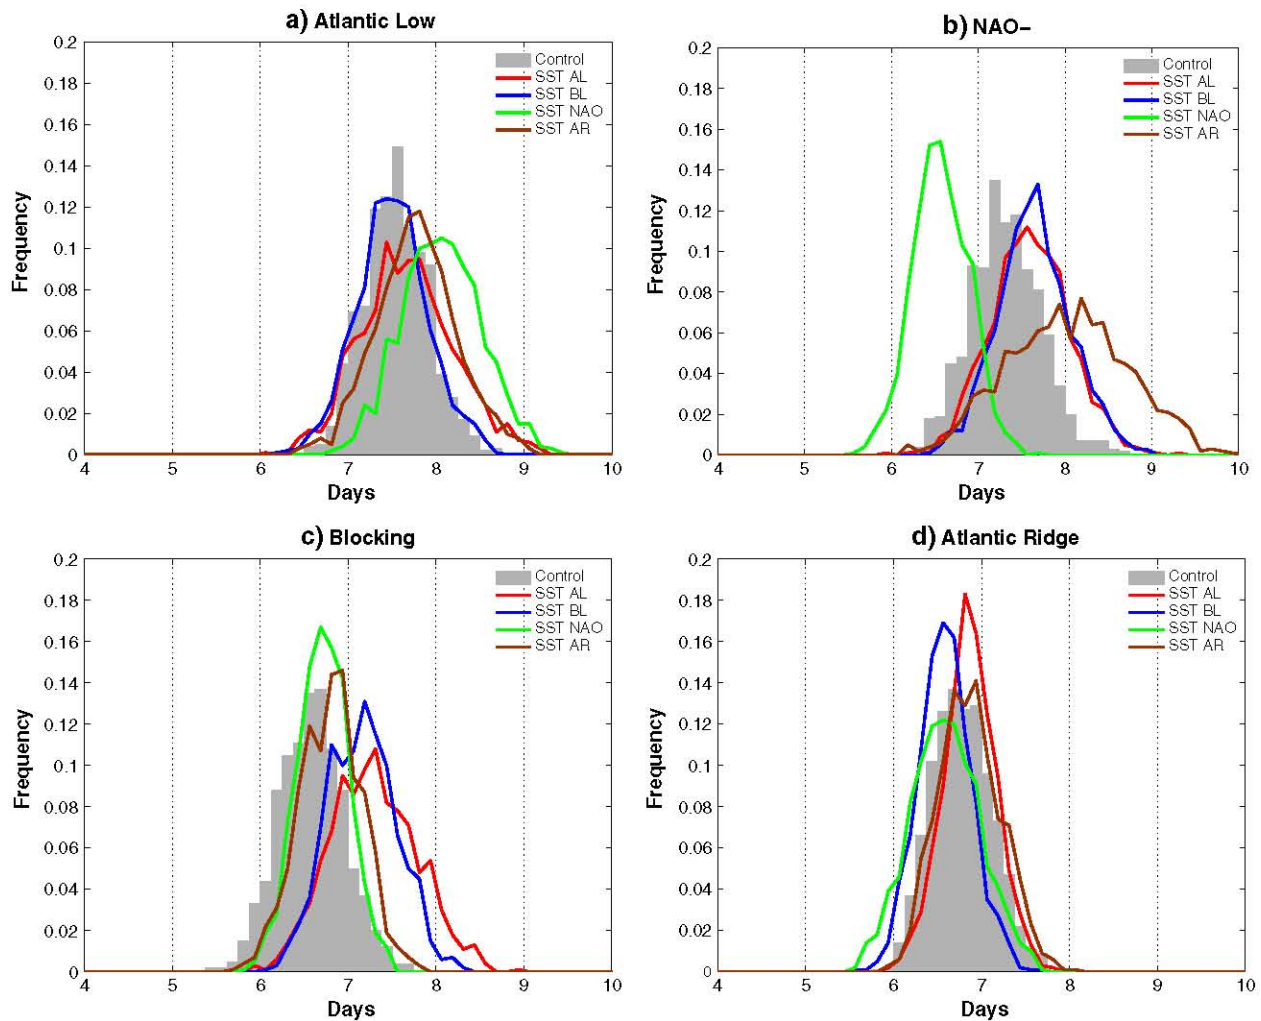 a) Atlantic Low
0.2
0.18
0.16
0.14
0.12
0.1
0.08
0.06
0.04
0.02
0
Frequency
Control
SST AL
SST BL
SST NAO
SST AR
4 5 6 7 8 9 10
Days
b) NAO−
0.2
0.18
0.16
0.14
0.12
0.1
0.08
0.06
0.04
0.02
0
Frequency
Control
SST AL
SST BL
SST NAO
SST AR
4 5 6 7 8 9 10
Days
c) Blocking
0.2
0.18
0.16
0.14
0.12
0.1
0.08
0.06
0.04
0.02
0
Frequency
Control
SST AL
SST BL
SST NAO
SST AR
4 5 6 7 8 9 10
Days
d) Atlantic Ridge
0.2
0.18
0.16
0.14
0.12
0.1
0.08
0.06
0.04
0.02
0
Frequency
Control
SST AL
SST BL
SST NAO
SST AR
4 5 6 7 8 9 10
Days